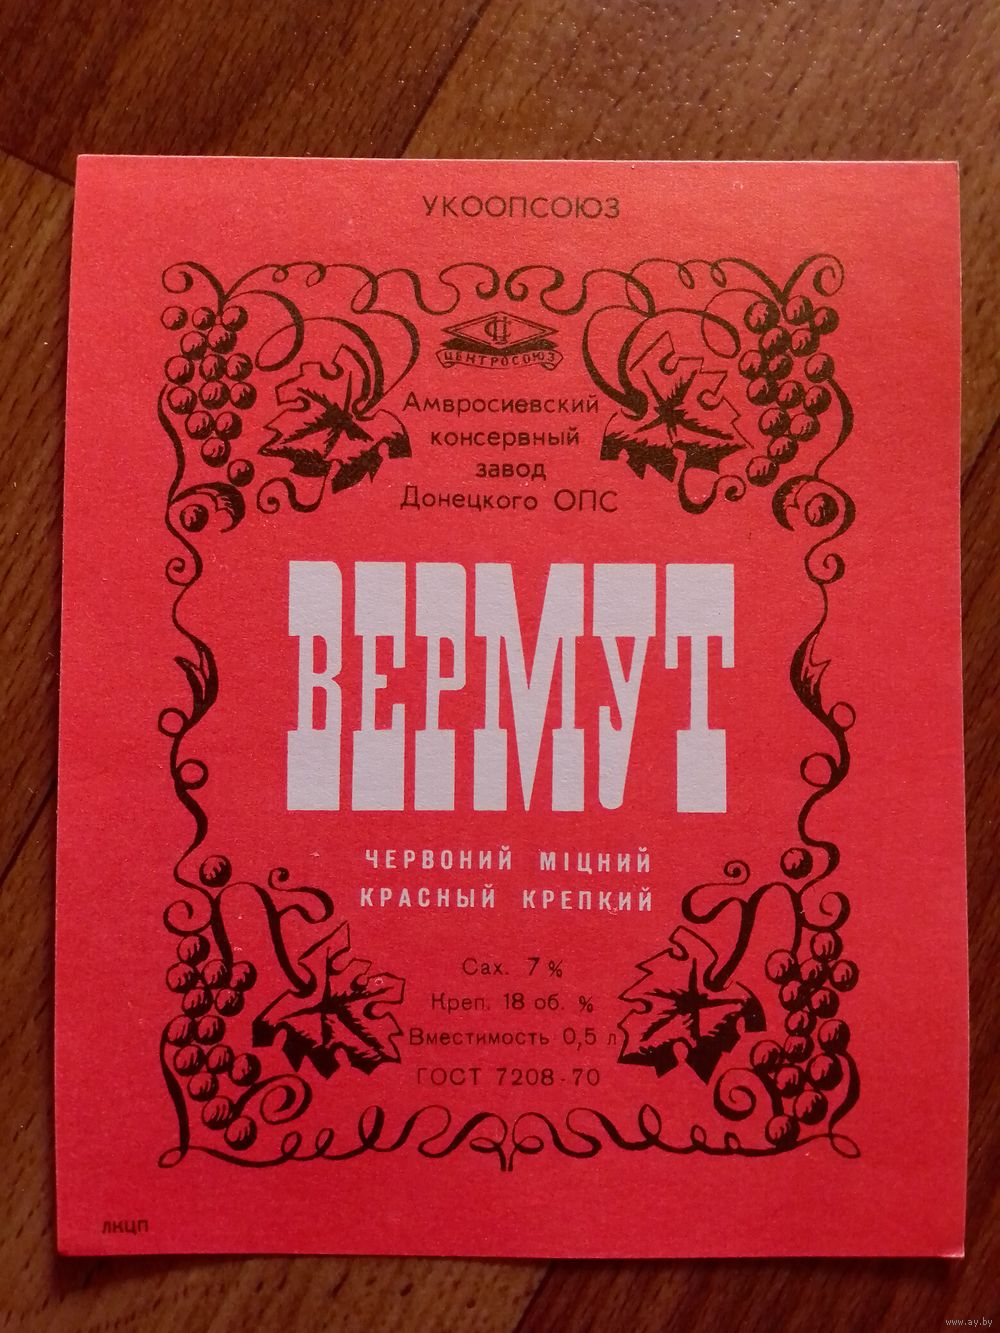 УКООПСОЮЗ
ЦЕНТРОСОЮЗ
Амвросиевский
консервный
завод
Донецкого ОПС
ВЕРМУТ
ЧЕРВОНИЙ МІЦНИЙ
КРАСНЫЙ КРЕПКИЙ
Сах. 7 %
Креп. 18 об. %
Вместимость 0,5 л
ГОСТ 7208-70
ЛКЦП
www.ay.by